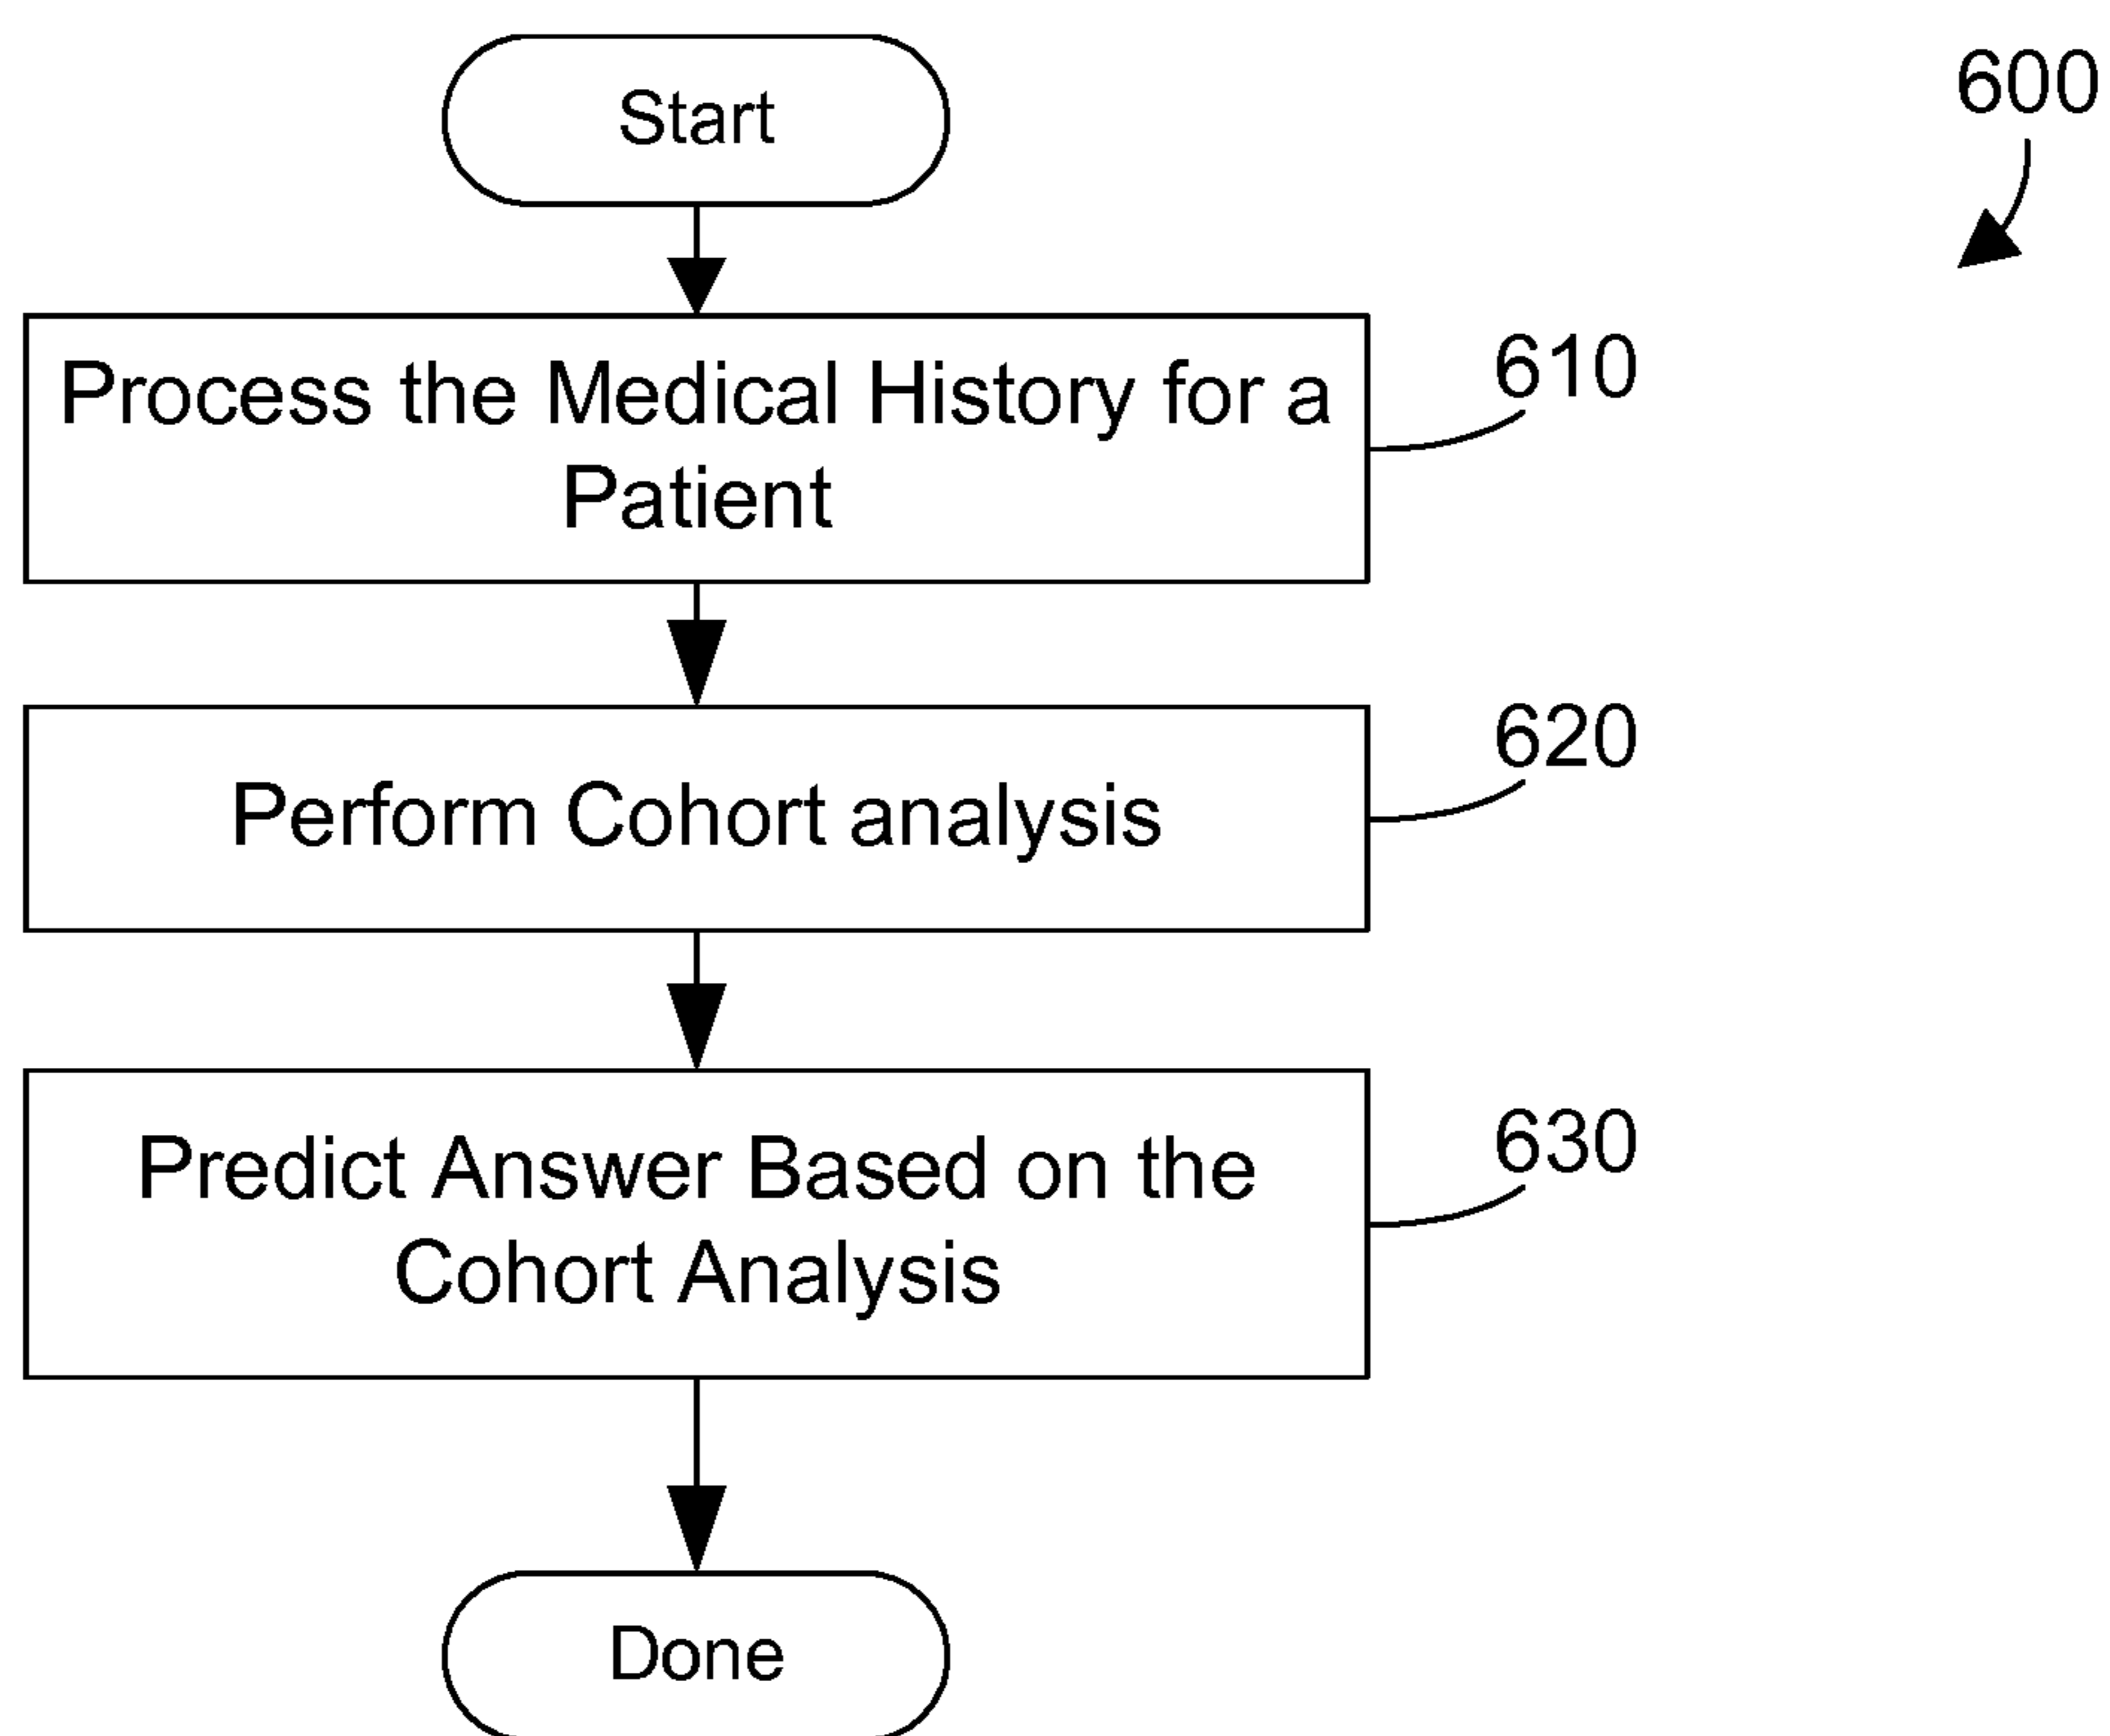 Start
600
Process the Medical History for a
Patient
610
Perform Cohort analysis
620
Predict Answer Based on the
Cohort Analysis
630
Done